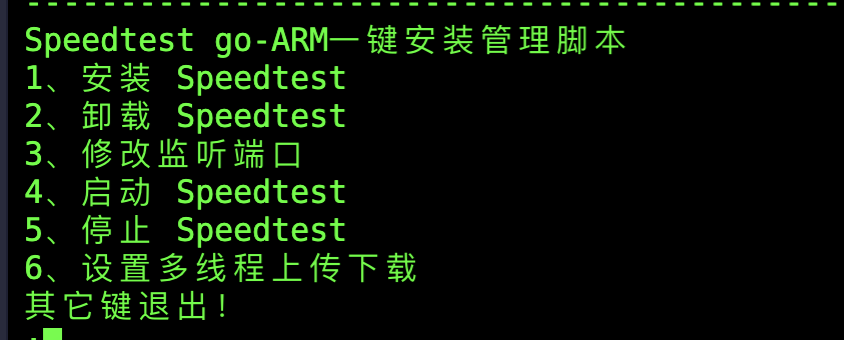 --------------------------------------------
Speedtest go-ARM一键安装管理脚本
1、安装 Speedtest
2、卸载 Speedtest
3、修改监听端口
4、启动 Speedtest
5、停止 Speedtest
6、设置多线程上传下载
其它键退出!
: